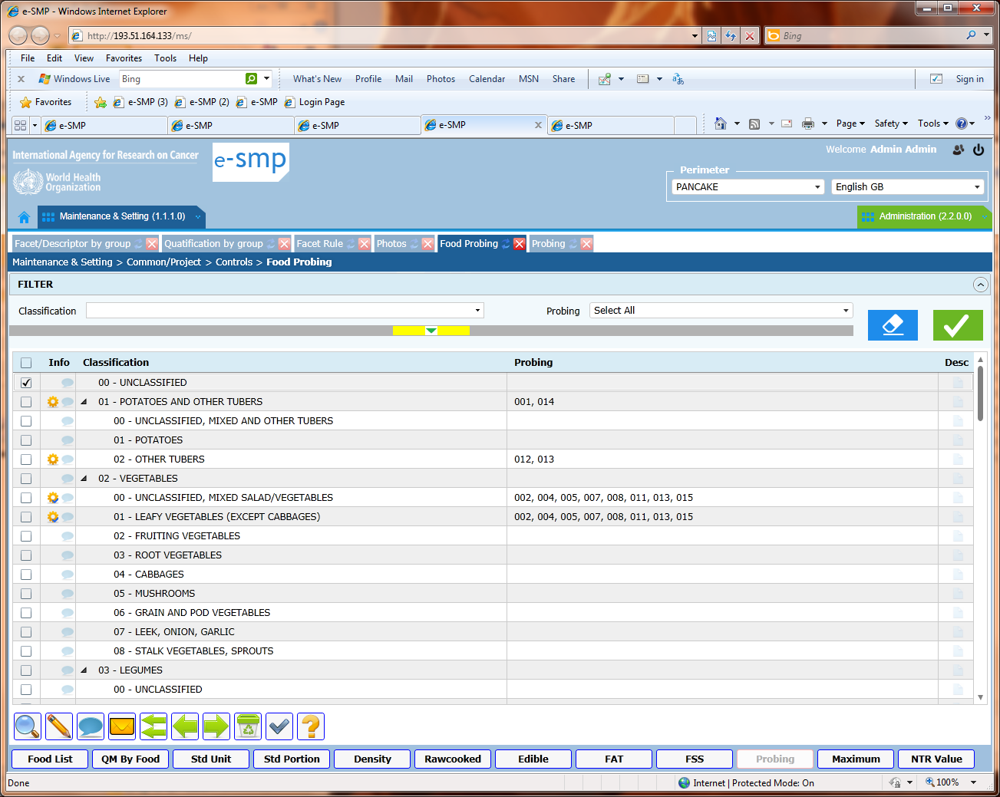 e-SMP - Windows Internet Explorer
http://193.51.164.133/ms/
Bing
File Edit View Favorites Tools Help
Windows Live Bing What's New Profile Mail Photos Calendar MSN Share Sign in
Favorites e-SMP (3) e-SMP (2) e-SMP Login Page
e-SMP e-SMP e-SMP e-SMP e-SMP Page Safety Tools
International Agency for Research on Cancer
World Health
Organization
e-smp
Welcome Admin Admin
Perimeter
PANCAKE English GB
Maintenance & Setting (1.1.1.0) Administration (2.2.0.0)
Facet/Descriptor by group Quatification by group Facet Rule Photos Food Probing Probing
Maintenance & Setting > Common/Project > Controls > Food Probing
FILTER
Classification Probing Select All
Info Classification Probing Desc
00 - UNCLASSIFIED
01 - POTATOES AND OTHER TUBERS 001, 014
00 - UNCLASSIFIED, MIXED AND OTHER TUBERS
01 - POTATOES
02 - OTHER TUBERS 012, 013
02 - VEGETABLES
00 - UNCLASSIFIED, MIXED SALAD/VEGETABLES 002, 004, 005, 007, 008, 011, 013, 015
01 - LEAFY VEGETABLES (EXCEPT CABBAGES) 002, 004, 005, 007, 008, 011, 013, 015
02 - FRUITING VEGETABLES
03 - ROOT VEGETABLES
04 - CABBAGES
05 - MUSHROOMS
06 - GRAIN AND POD VEGETABLES
07 - LEEK, ONION, GARLIC
08 - STALK VEGETABLES, SPROUTS
03 - LEGUMES
00 - UNCLASSIFIED
Food List QM By Food Std Unit Std Portion Density Rawcooked Edible FAT FSS Probing Maximum NTR Value
Done Internet | Protected Mode: On 100%